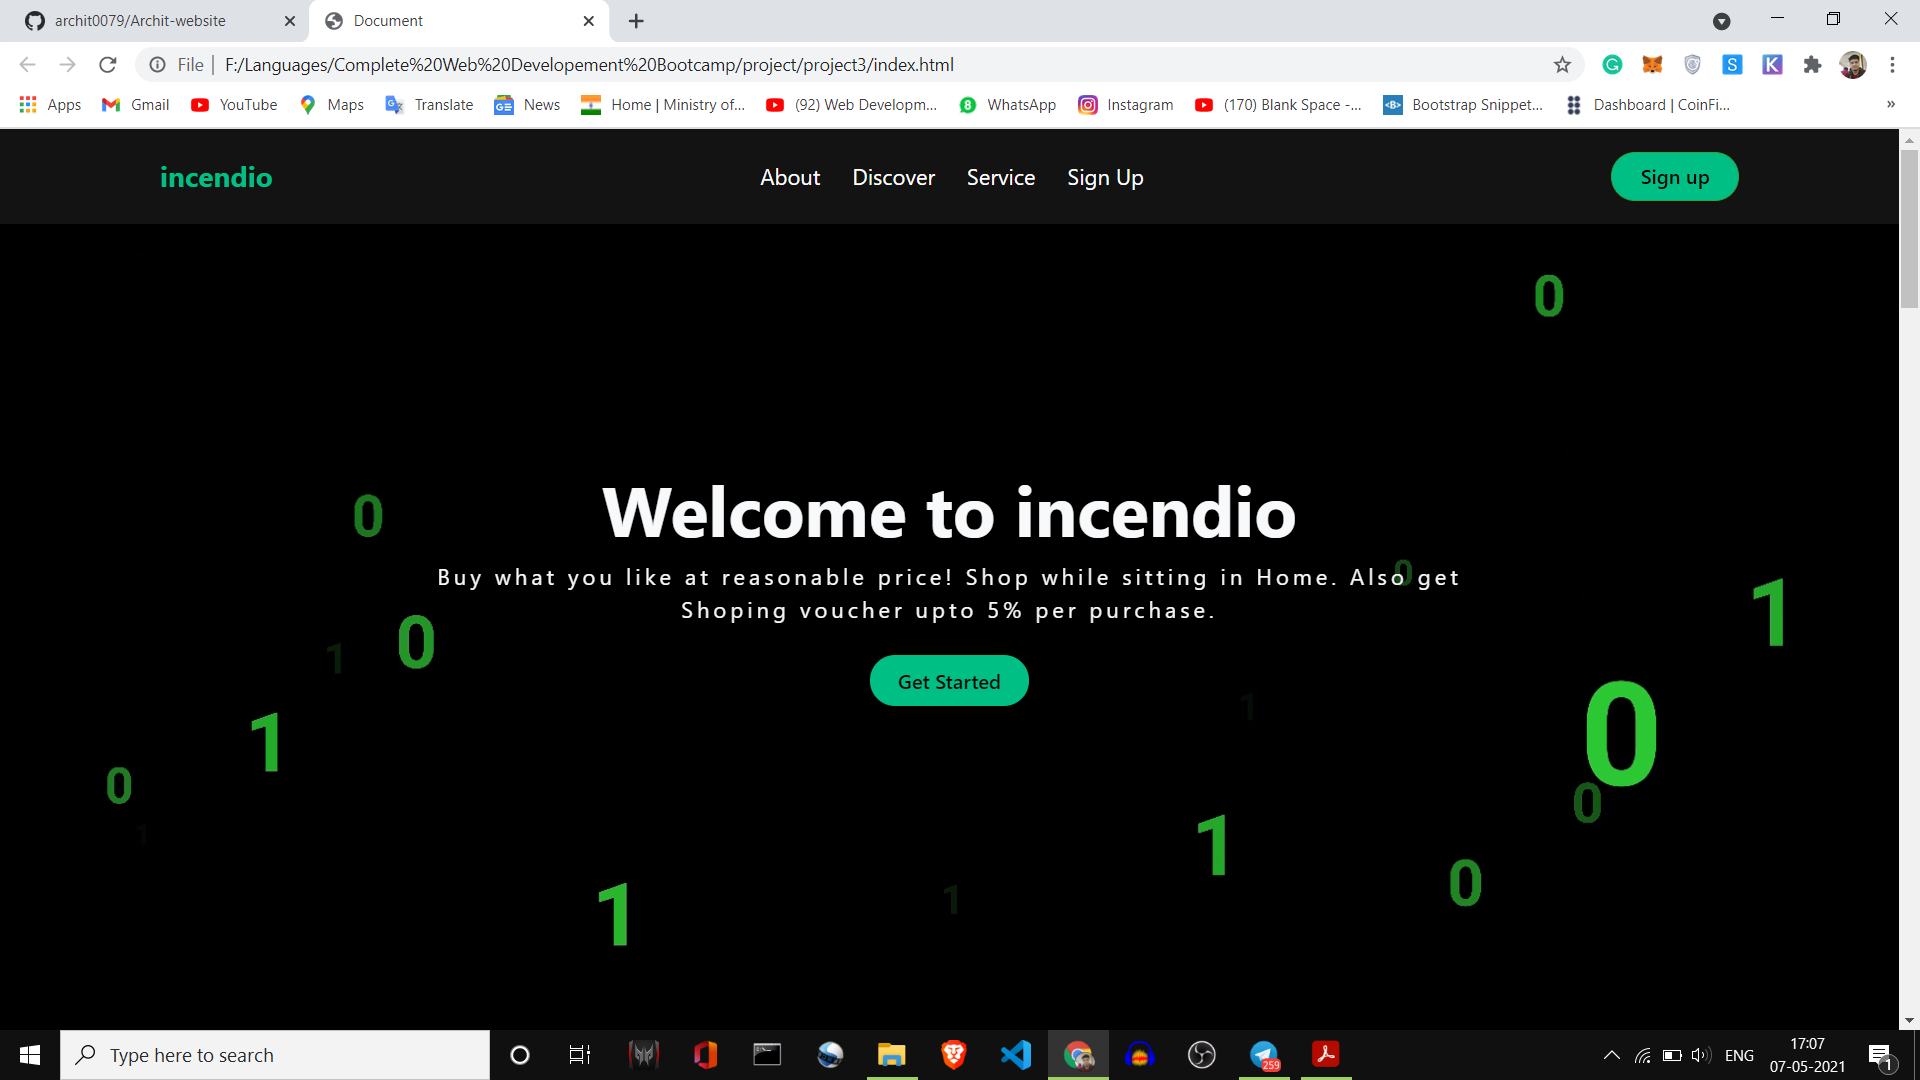 archit0079/Archit-website
Document
File | F:/Languages/Complete%20Web%20Developement%20Bootcamp/project/project3/index.html
Apps Gmail YouTube Maps Translate News Home | Ministry of... (92) Web Developm... WhatsApp Instagram (170) Blank Space -... Bootstrap Snippet... Dashboard | CoinFi... »
incendio
About Discover Service Sign Up
Sign up
0
Welcome to incendio
0
Buy what you like at reasonable price! Shop while sitting in Home. Also get
0
Shoping voucher upto 5% per purchase.
1
0
1
Get Started
1
1
0
0
0
1
1
0
1
1
Type here to search
259
ENG
17:07
07-05-2021
1